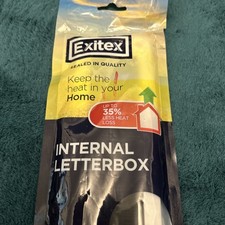 Exitex
SEALED IN QUALITY
Keep the
heat in your
Home
UP TO
35%
LESS HEAT
LOSS
INTERNAL
LETTERBOX